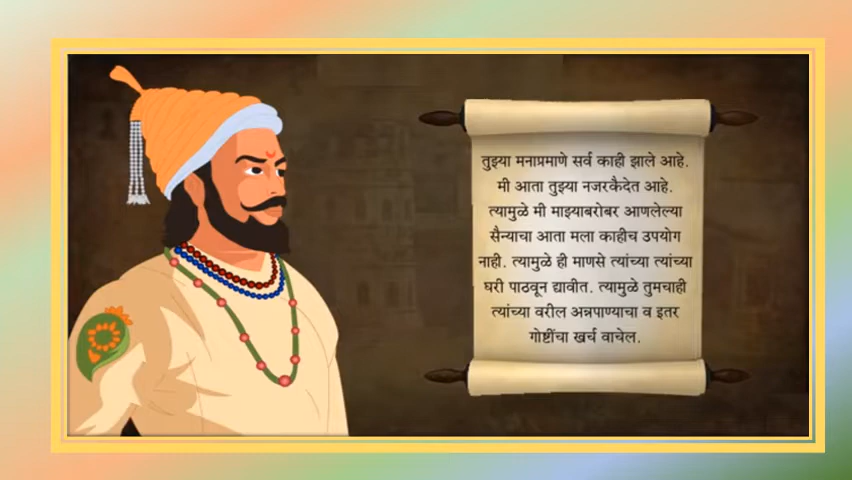 तुझ्या मनाप्रमाणे सर्व काही झाले आहे.
मी आता तुझ्या नजरकैदेत आहे.
त्यामुळे मी माझ्याबरोबर आणलेल्या
सैन्याचा आता मला काहीच उपयोग
नाही. त्यामुळे ही माणसे त्यांच्या त्यांच्या
घरी पाठवून द्यावीत. त्यामुळे तुमचाही
त्यांच्या वरील अन्नपाण्याचा व इतर
गोष्टींचा खर्च वाचेल.